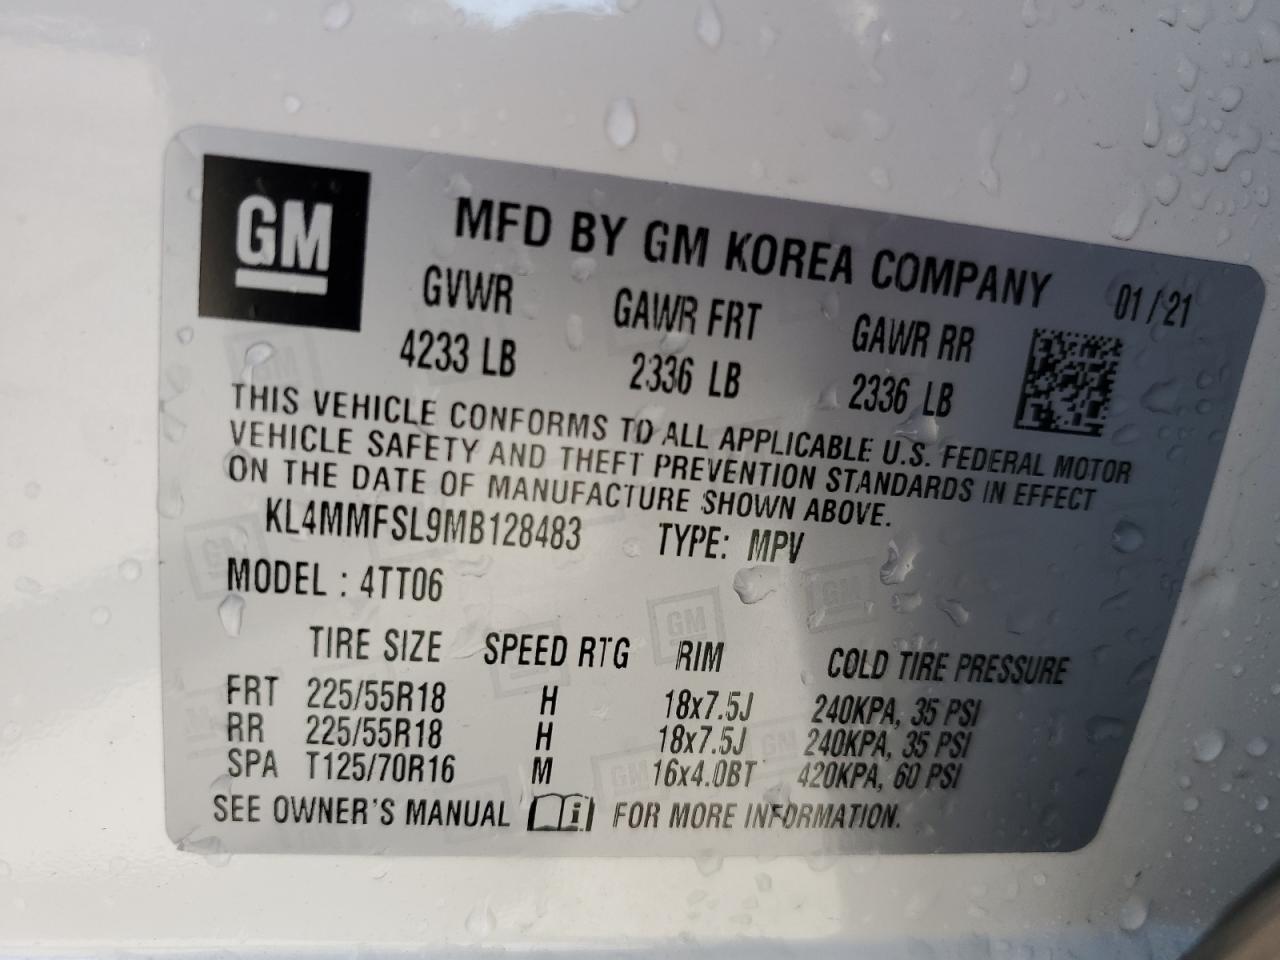 GM
MFD BY GM KOREA COMPANY 01/21
GVWR GAWR FRT GAWR RR
4233 LB 2336 LB 2336 LB
THIS VEHICLE CONFORMS TO ALL APPLICABLE U.S. FEDERAL MOTOR
VEHICLE SAFETY AND THEFT PREVENTION STANDARDS IN EFFECT
ON THE DATE OF MANUFACTURE SHOWN ABOVE.
KL4MMFSL9MB128483 TYPE: MPV
MODEL : 4TT06
TIRE SIZE SPEED RTG RIM COLD TIRE PRESSURE
FRT 225/55R18 H 18x7.5J 240KPA, 35 PSI
RR 225/55R18 H 18x7.5J 240KPA, 35 PSI
SPA T125/70R16 M 16x4.0BT 420KPA, 60 PSI
SEE OWNER'S MANUAL i FOR MORE INFORMATION.